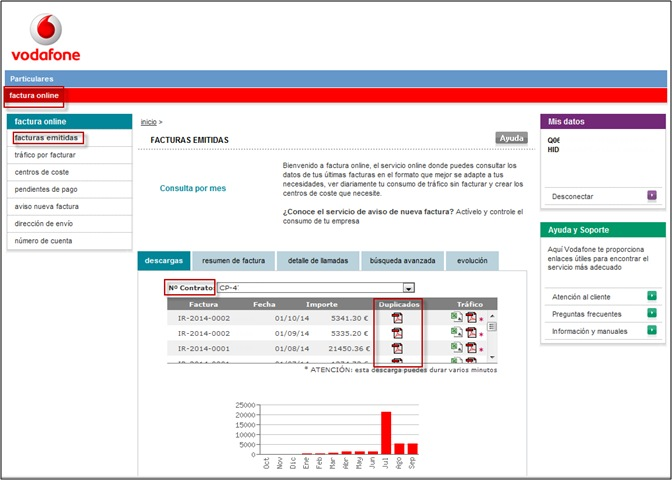 vodafone
Particulares
factura online
factura online
facturas emitidas
tráfico por facturar
centros de coste
pendientes de pago
aviso nueva factura
dirección de envío
número de cuenta
inicio >
FACTURAS EMITIDAS
Ayuda
Consulta por mes
Bienvenido a factura online, el servicio online donde puedes consultar los
datos de tus últimas facturas en el formato que mejor se adapte a tus
necesidades, ver diariamente tu consumo de tráfico sin facturar y crear los
centros de coste que necesite.
¿Conoce el servicio de aviso de nueva factura? Actívelo y controle el
consumo de tu empresa
descargas resumen de factura detalle de llamadas búsqueda avanzada evolución
Nº Contrato: CP-4
Factura Fecha Importe Duplicados Tráfico
IR-2014-0002 01/10/14 5341.30 € *
IR-2014-0002 01/09/14 5335.20 €
IR-2014-0001 01/08/14 21450.36 € *
* ATENCIÓN: esta descarga puedes durar varios minutos
25000
20000
15000
10000
5000
0
Oct Nov Dic Ene Feb Mar Abr May Jun Jul Ago Sep
Mis datos
HID
Desconectar
Ayuda y Soporte
Aquí Vodafone te proporciona
enlaces útiles para encontrar el
servicio más adecuado
Atención al cliente
Preguntas frecuentes
Información y manuales